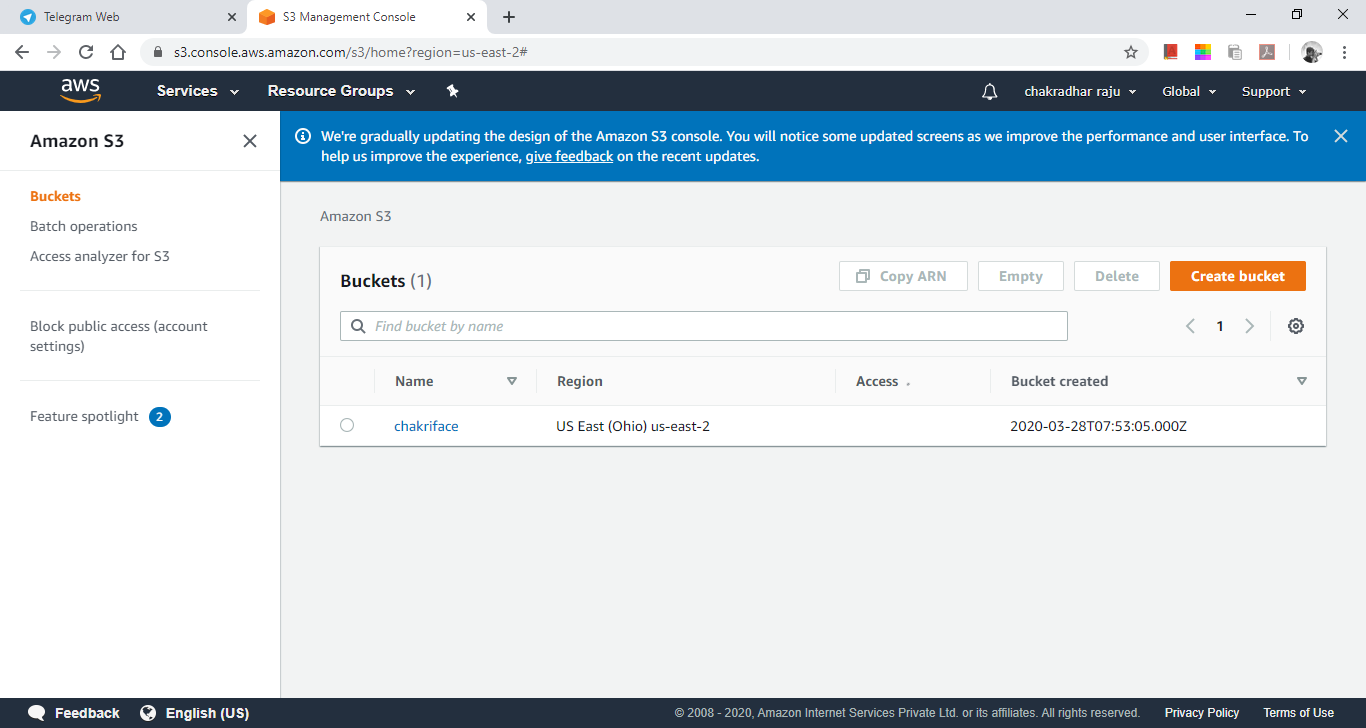 Telegram Web
S3 Management Console
s3.console.aws.amazon.com/s3/home?region=us-east-2#
aws
Services
Resource Groups
chakradhar raju
Global
Support
Amazon S3
Buckets
Batch operations
Access analyzer for S3
Block public access (account
settings)
Feature spotlight 2
We're gradually updating the design of the Amazon S3 console. You will notice some updated screens as we improve the performance and user interface. To
help us improve the experience, give feedback on the recent updates.
Amazon S3
Buckets (1)
Copy ARN
Empty
Delete
Create bucket
Find bucket by name
1
Name
Region
Access
Bucket created
chakriface
US East (Ohio) us-east-2
2020-03-28T07:53:05.000Z
Feedback
English (US)
© 2008 - 2020, Amazon Internet Services Private Ltd. or its affiliates. All rights reserved.
Privacy Policy
Terms of Use